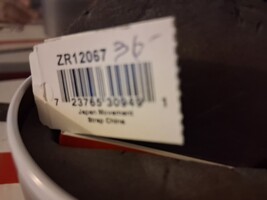 ZR12067 36-
7 23765 30949 1
Japan Movement
Strap China